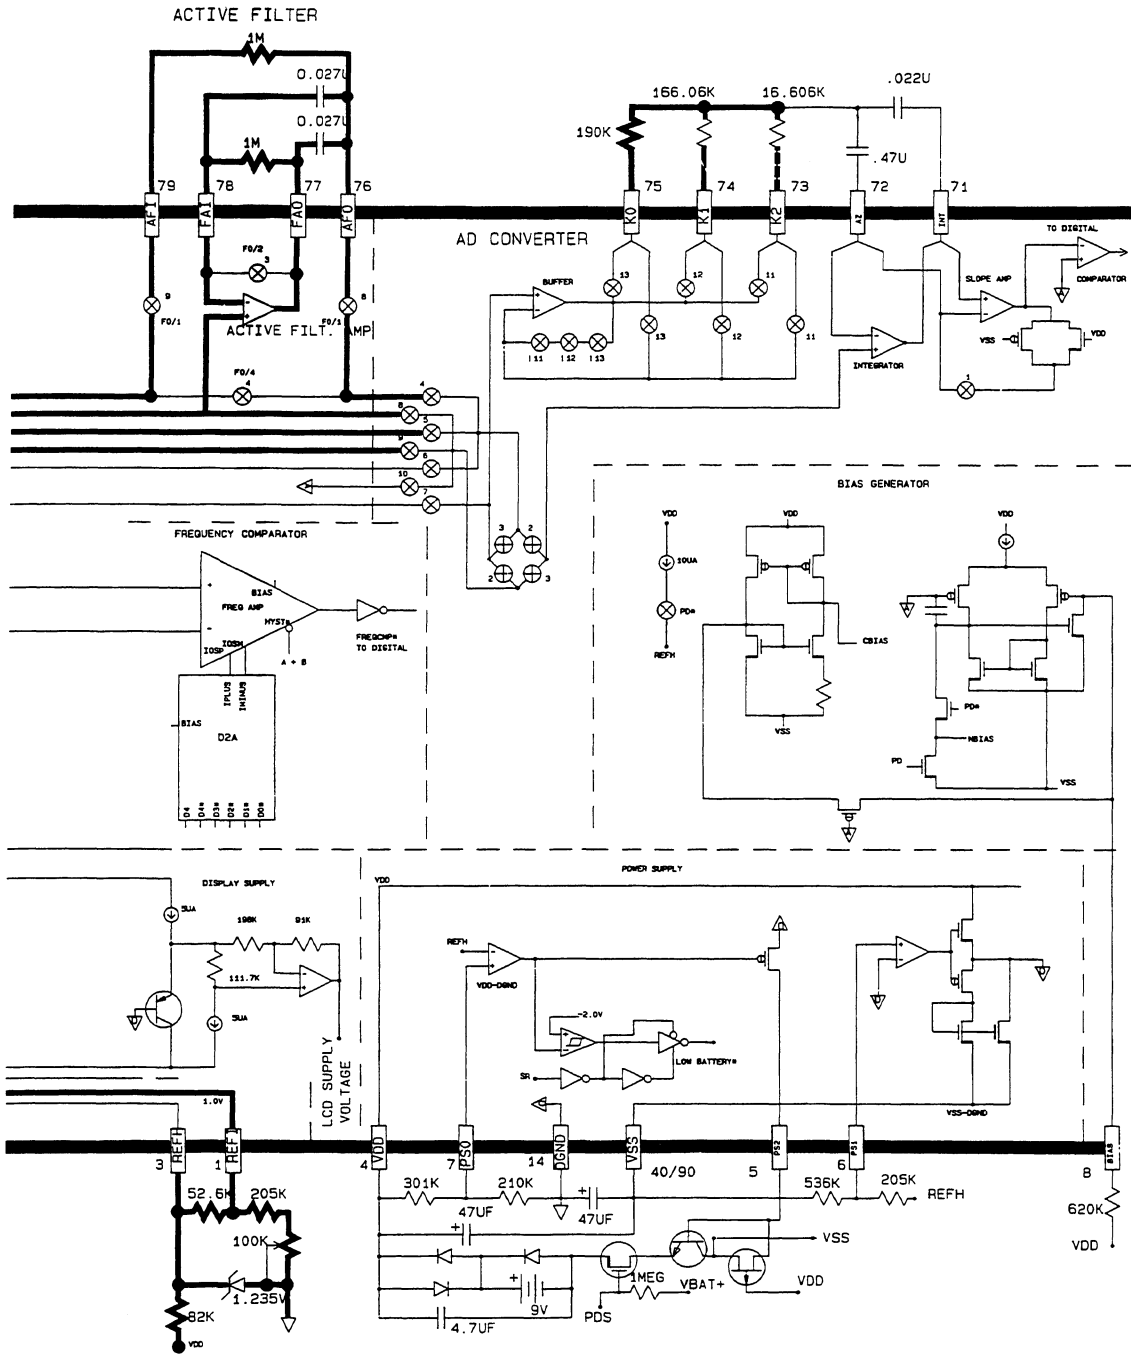 ACTIVE FILTER
1M
0.027U
0.027U
1M
166.06K
16.606K
.022U
190K
.47U
79
78
77
76
75
74
73
72
71
AFI
FAI
FAO
AFO
K0
K1
K2
AZ
INT
AD CONVERTER
TO DIGITAL
COMPARATOR
F0/2
3
9
F0/1
ACTIVE FILT. AMP
8
F0/1
BUFFER
13
12
11
SLOPE AMP
13
12
11
I11
I12
I13
INTEGRATOR
VSS
VDD
1
F0/4
4
4
8
5
9
6
10
7
3
2
2
3
FREQUENCY COMPARATOR
BIAS
FREQ AMP
HYST*
IOSP
IOSM
A + B
FREQCMP*
TO DIGITAL
IPLUS
IMINUS
BIAS
D2A
D4
D4*
D3*
D2*
D1*
D0*
BIAS GENERATOR
VDD
10UA
PD*
REFH
VDD
CBIAS
VSS
VDD
PD*
NBIAS
PD
VSS
DISPLAY SUPPLY
5UA
198K
91K
111.7K
5UA
LCD SUPPLY
VOLTAGE
1.0V
POWER SUPPLY
VDD
REFH
VDD-DGND
-2.0V
SR
LOW BATTERY*
VSS-DGND
REFH
REFI
VDD
PS0
DGND
VSS
PS2
PS1
BIAS
3
1
4
7
14
40/90
5
6
8
52.6K
205K
100K
1.235V
82K
VDD
301K
210K
47UF
47UF
536K
205K
REFH
620K
VDD
9V
4.7UF
PDS
1MEG
VBAT+
VSS
VDD